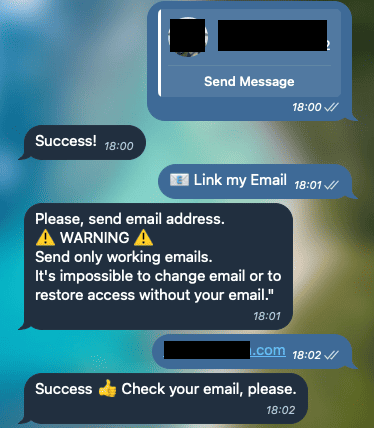 Send Message
18:00
Success! 18:00
📧 Link my Email 18:01
Please, send email address.
⚠️ WARNING ⚠️
Send only working emails.
It's impossible to change email or to
restore access without your email."
18:01
.com 18:02
Success 👍 Check your email, please.
18:02